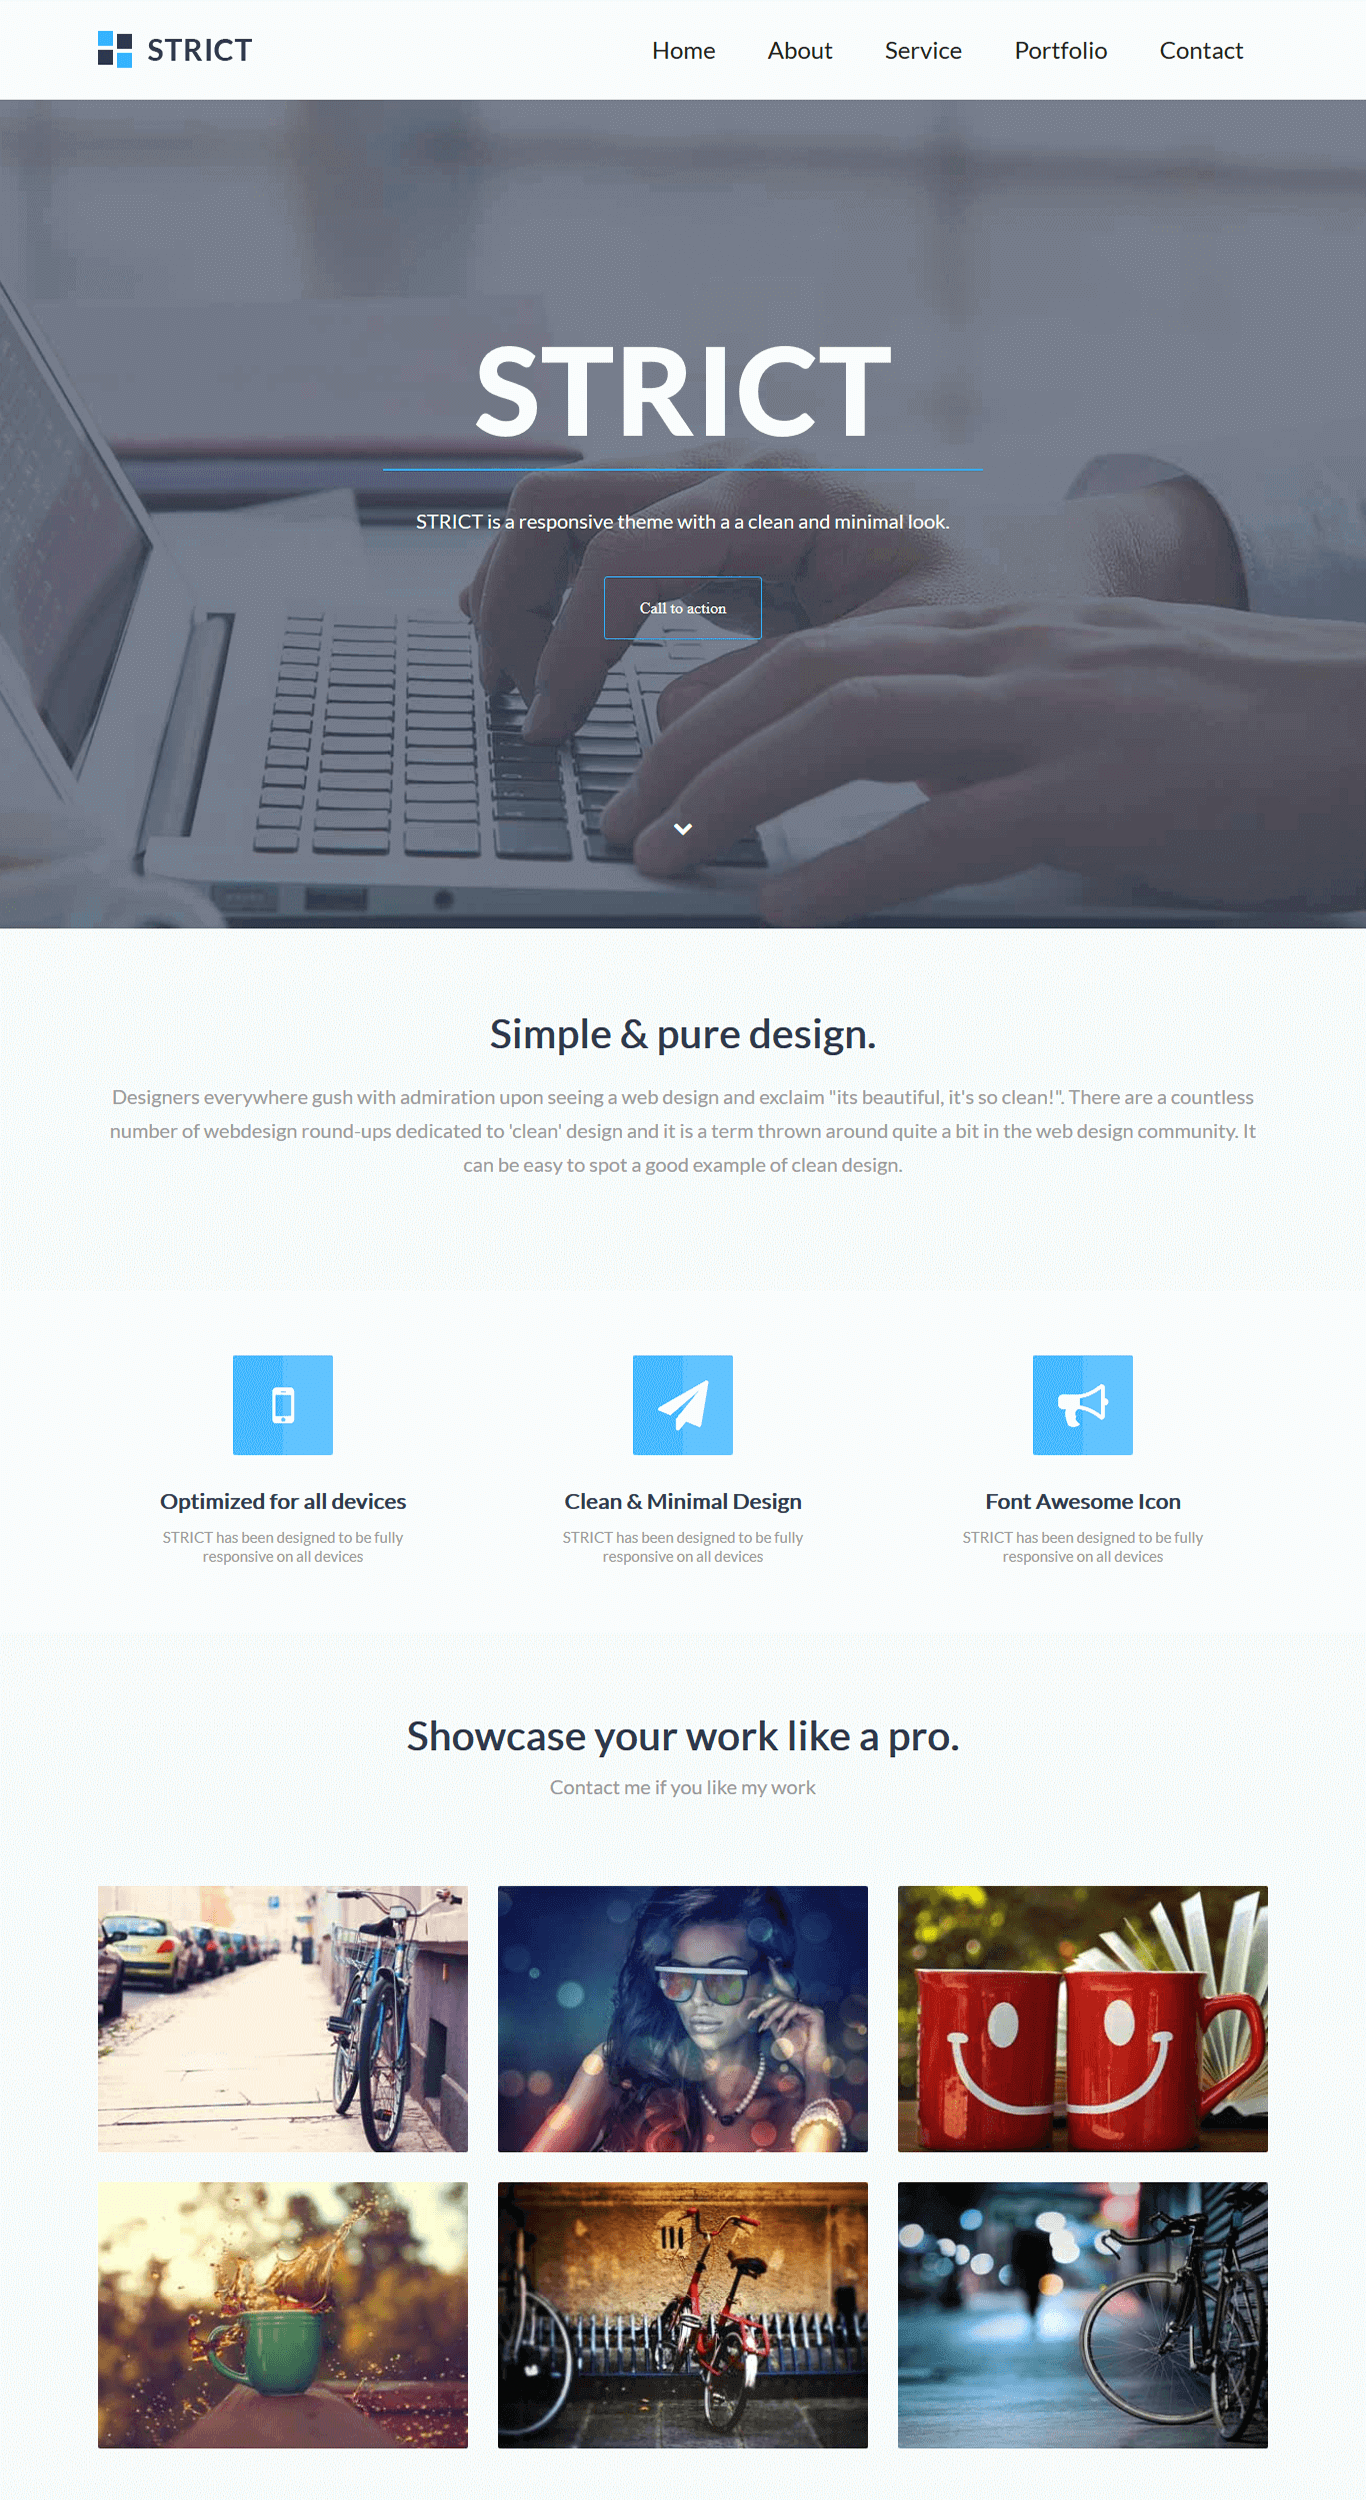 STRICT
Home About Service Portfolio Contact
STRICT
STRICT is a responsive theme with a a clean and minimal look.
Call to action
Simple & pure design.
Designers everywhere gush with admiration upon seeing a web design and exclaim "its beautiful, it's so clean!". There are a countless
number of webdesign round-ups dedicated to 'clean' design and it is a term thrown around quite a bit in the web design community. It
can be easy to spot a good example of clean design.
Optimized for all devices
STRICT has been designed to be fully
responsive on all devices
Clean & Minimal Design
STRICT has been designed to be fully
responsive on all devices
Font Awesome Icon
STRICT has been designed to be fully
responsive on all devices
Showcase your work like a pro.
Contact me if you like my work